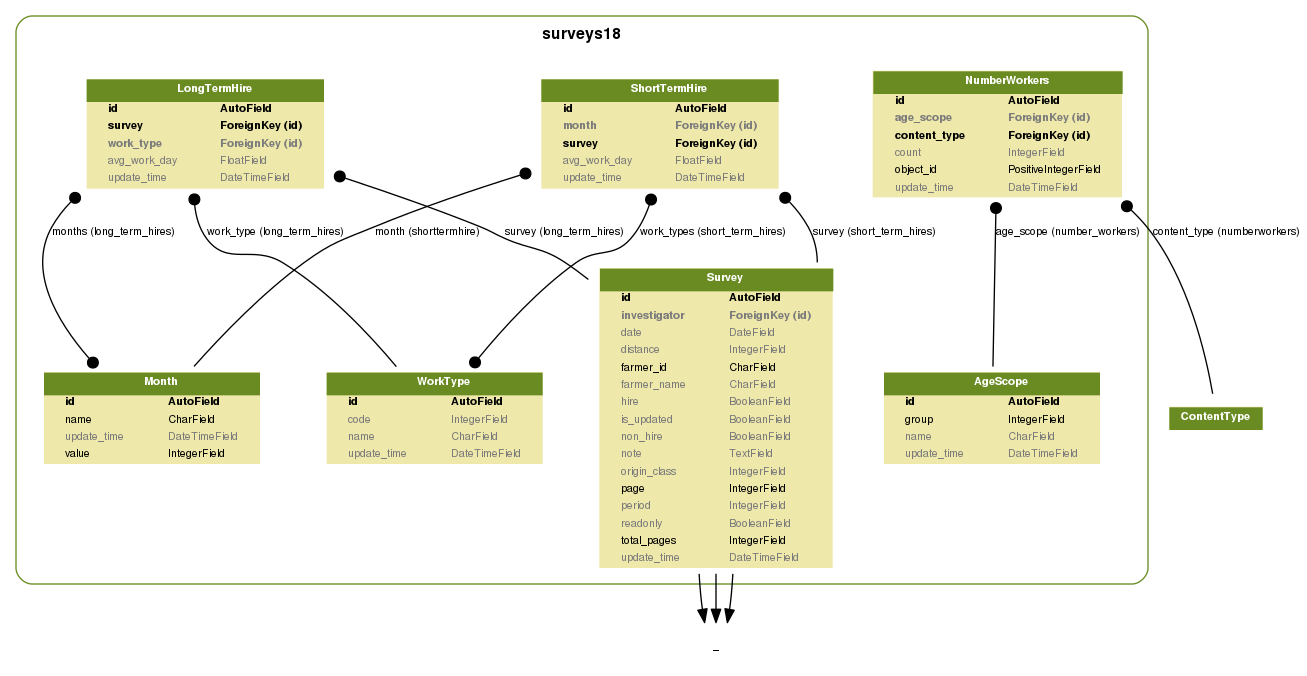 surveys18
LongTermHire
id AutoField
survey ForeignKey (id)
work_type ForeignKey (id)
avg_work_day FloatField
update_time DateTimeField
ShortTermHire
id AutoField
month ForeignKey (id)
survey ForeignKey (id)
avg_work_day FloatField
update_time DateTimeField
NumberWorkers
id AutoField
age_scope ForeignKey (id)
content_type ForeignKey (id)
count IntegerField
object_id PositiveIntegerField
update_time DateTimeField
months (long_term_hires)
work_type (long_term_hires)
month (shorttermhire)
survey (long_term_hires)
work_types (short_term_hires)
survey (short_term_hires)
age_scope (number_workers)
content_type (numberworkers)
Survey
id AutoField
investigator ForeignKey (id)
date DateField
distance IntegerField
farmer_id CharField
farmer_name CharField
hire BooleanField
is_updated BooleanField
non_hire BooleanField
note TextField
origin_class IntegerField
page IntegerField
period IntegerField
readonly BooleanField
total_pages IntegerField
update_time DateTimeField
Month
id AutoField
name CharField
update_time DateTimeField
value IntegerField
WorkType
id AutoField
code IntegerField
name CharField
update_time DateTimeField
AgeScope
id AutoField
group IntegerField
name CharField
update_time DateTimeField
ContentType
_